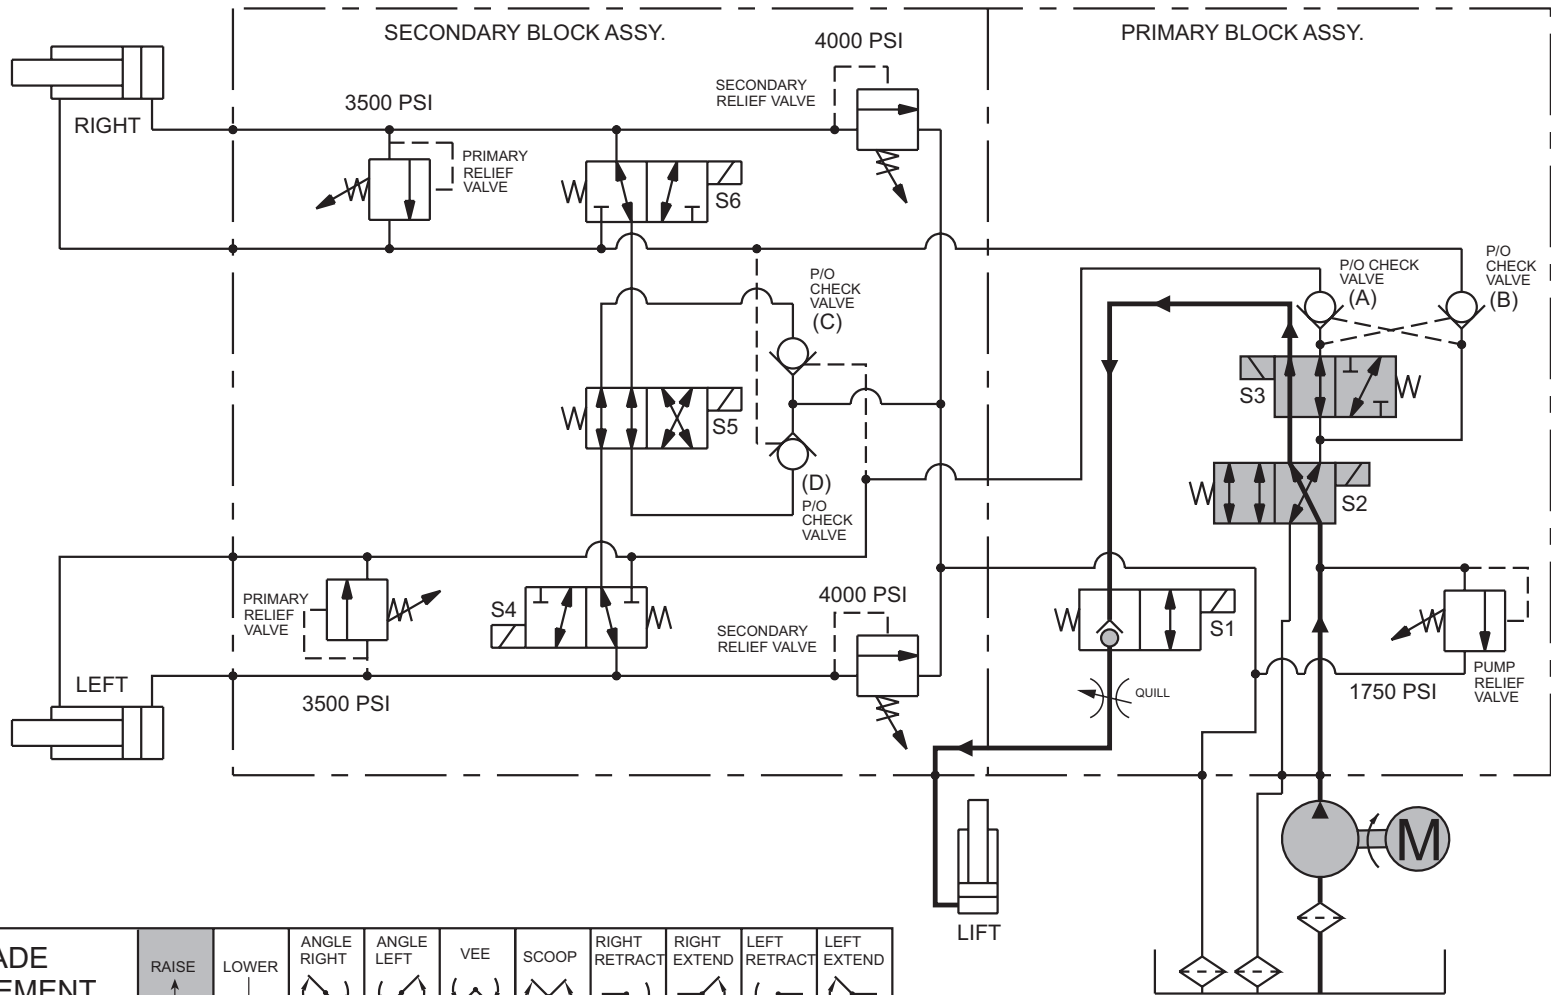 SECONDARY BLOCK ASSY.
PRIMARY BLOCK ASSY.
4000 PSI
SECONDARY
RELIEF VALVE
3500 PSI
RIGHT
PRIMARY
RELIEF
VALVE
S6
P/O
CHECK
VALVE
(C)
P/O CHECK
VALVE
(A)
P/O
CHECK
VALVE
(B)
S3
S5
S2
(D)
P/O
CHECK
VALVE
PRIMARY
RELIEF
VALVE
S4
4000 PSI
SECONDARY
RELIEF VALVE
S1
LEFT
3500 PSI
QUILL
1750 PSI
PUMP
RELIEF
VALVE
M
LIFT
ADE
EMENT
RAISE
LOWER
ANGLE
RIGHT
ANGLE
LEFT
VEE
SCOOP
RIGHT
RETRACT
RIGHT
EXTEND
LEFT
RETRACT
LEFT
EXTEND